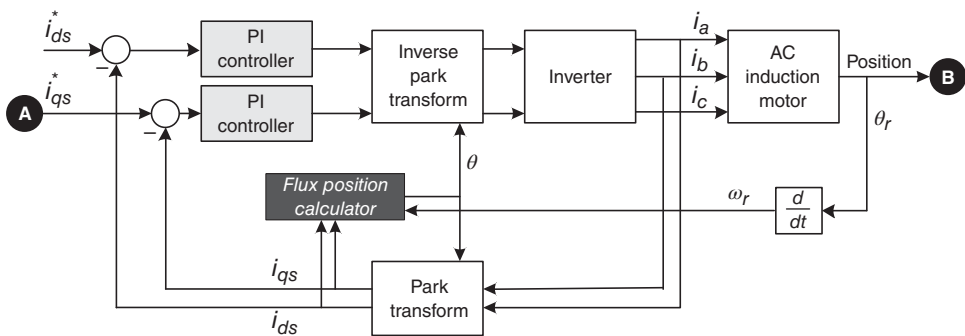 i*ds
PI
controller
Inverse
park
transform
Inverter
ia
ib
ic
AC
induction
motor
Position
B
A
i*qs
PI
controller
−
−
θr
θ
Flux position
calculator
ωr
d
dt
iqs
ids
Park
transform